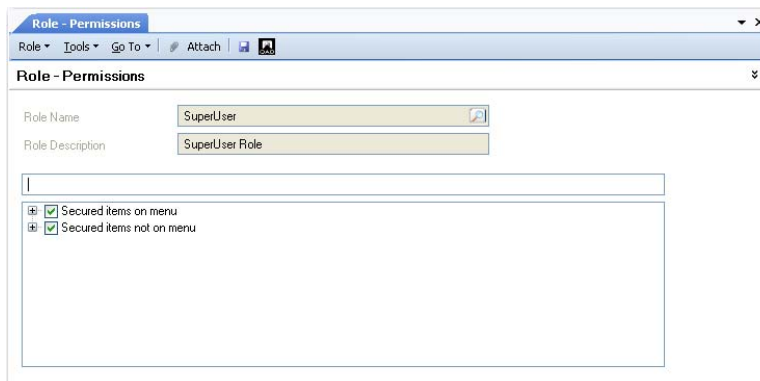 Role - Permissions
Role Tools Go To Attach QAD
Role - Permissions
Role Name SuperUser
Role Description SuperUser Role
Secured items on menu
Secured items not on menu